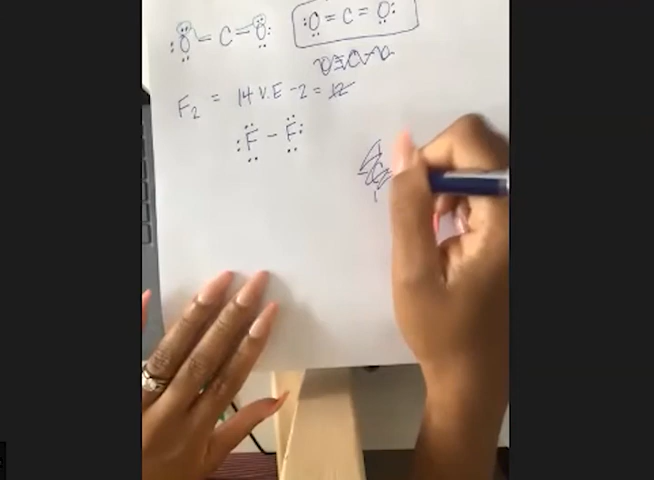 :Ö – C = Ö:
:O = C = O:
F₂ = 14 V.E – 2 = 12
:F – F: